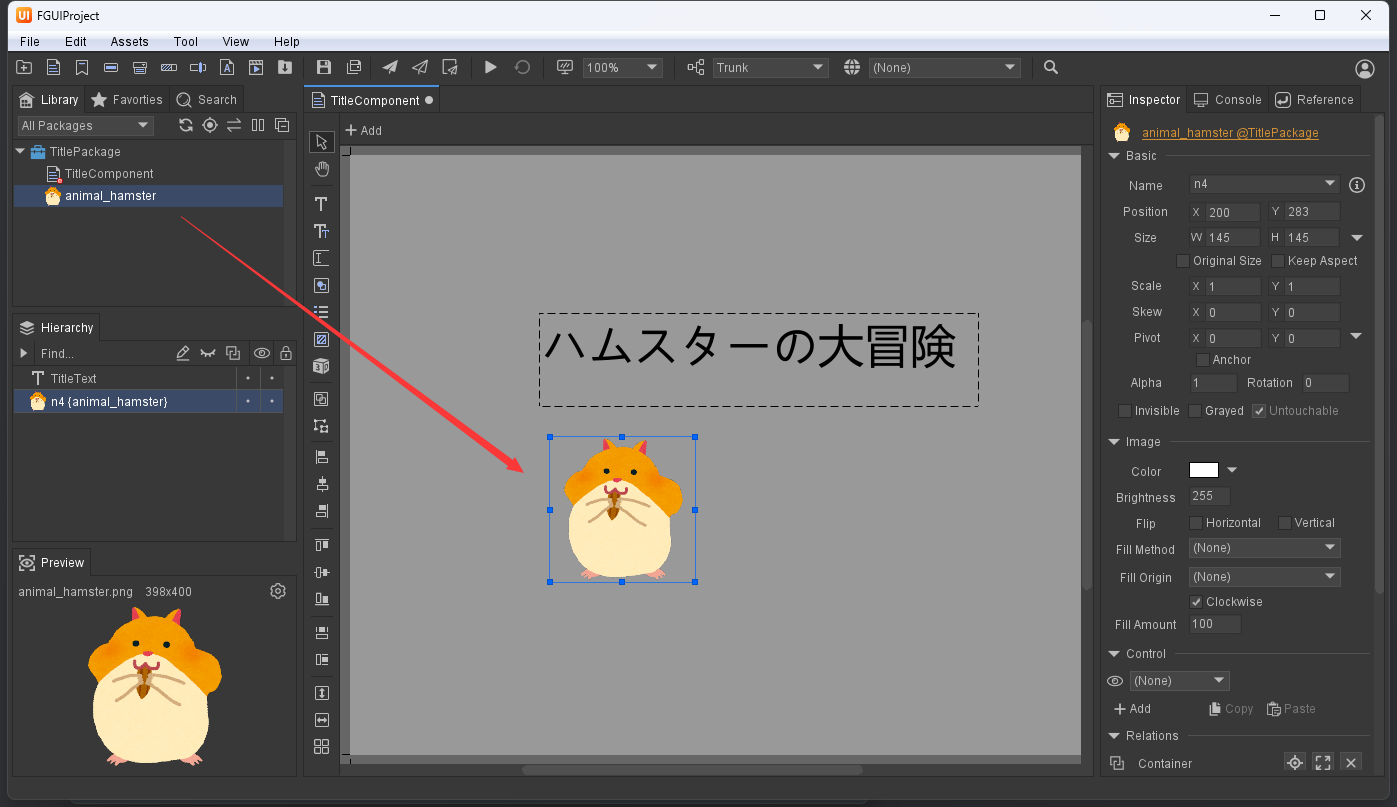 UI FGUIProject
File Edit Assets Tool View Help
100% Trunk (None)
Library Favorties Search
All Packages
TitlePackage
TitleComponent
animal_hamster
Hierarchy
Find...
TitleText
n4 {animal_hamster}
Preview
animal_hamster.png 398x400
TitleComponent
Add
ハムスターの大冒険
Inspector Console Reference
animal_hamster @TitlePackage
Basic
Name n4
Position X 200 Y 283
Size W 145 H 145
Original Size Keep Aspect
Scale X 1 Y 1
Skew X 0 Y 0
Pivot X 0 Y 0
Anchor
Alpha 1 Rotation 0
Invisible Grayed Untouchable
Image
Color
Brightness 255
Flip Horizontal Vertical
Fill Method (None)
Fill Origin (None)
Clockwise
Fill Amount 100
Control
(None)
Add Copy Paste
Relations
Container